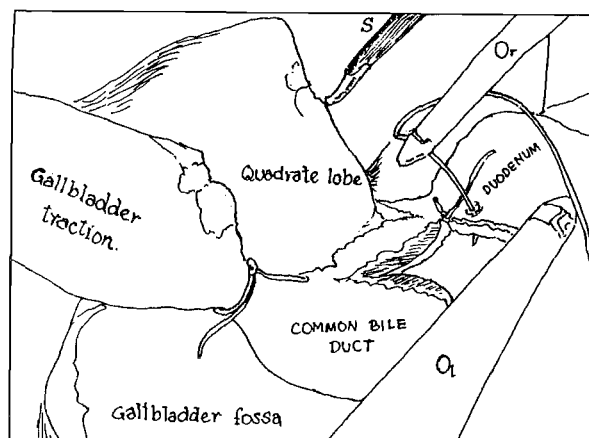 S
Or
Quadrate lobe
DUODENUM
Gallbladder
traction.
COMMON BILE
DUCT
Ol
Gallbladder fossa